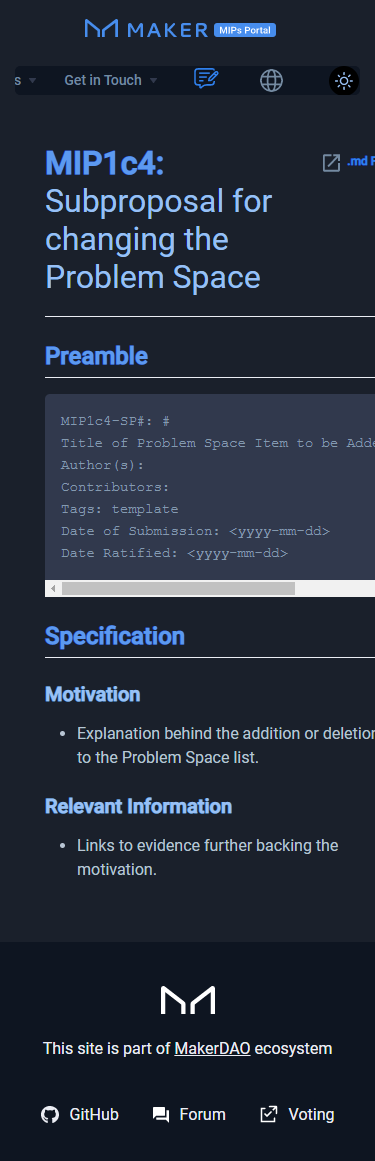 MAKER MIPs Portal
s Get in Touch
MIP1c4:
Subproposal for
changing the
Problem Space
.md
Preamble
MIP1c4-SP#: #
Title of Problem Space Item to be Adde
Author(s):
Contributors:
Tags: template
Date of Submission: <yyyy-mm-dd>
Date Ratified: <yyyy-mm-dd>
Specification
Motivation
• Explanation behind the addition or deletion
to the Problem Space list.
Relevant Information
• Links to evidence further backing the
motivation.
This site is part of MakerDAO ecosystem
GitHub Forum Voting